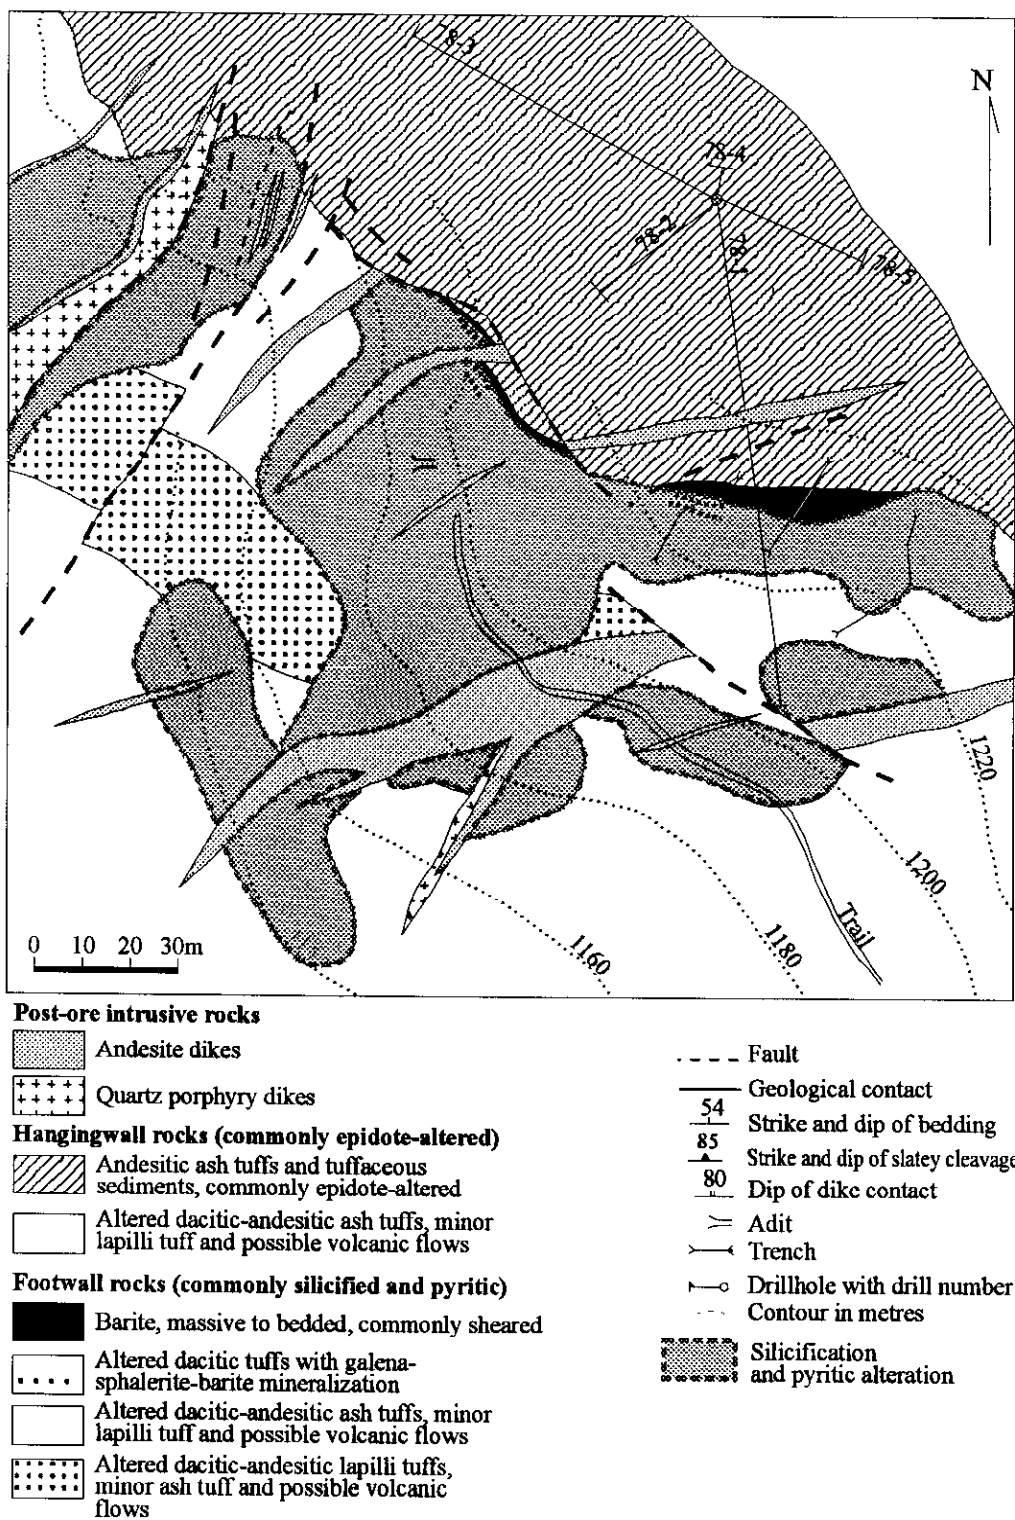 8-3
N
78-4
78-2
78-1
78-5
1220
1200
Trail
1180
1160
0 10 20 30m
Post-ore intrusive rocks
Andesite dikes
Quartz porphyry dikes
Hangingwall rocks (commonly epidote-altered)
Andesitic ash tuffs and tuffaceous
sediments, commonly epidote-altered
Altered dacitic-andesitic ash tuffs, minor
lapilli tuff and possible volcanic flows
Footwall rocks (commonly silicified and pyritic)
Barite, massive to bedded, commonly sheared
Altered dacitic tuffs with galena-
sphalerite-barite mineralization
Altered dacitic-andesitic ash tuffs, minor
lapilli tuff and possible volcanic flows
Altered dacitic-andesitic lapilli tuffs,
minor ash tuff and possible volcanic
flows
Fault
Geological contact
54 Strike and dip of bedding
85 Strike and dip of slatey cleavage
80 Dip of dike contact
Adit
Trench
Drillhole with drill number
Contour in metres
Silicification
and pyritic alteration